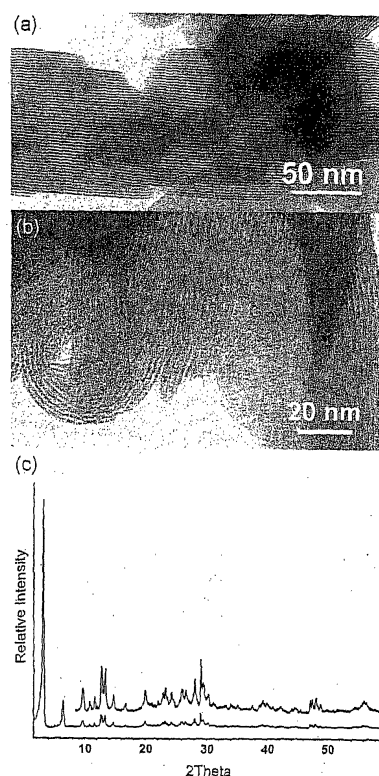 (a)
50 nm
(b)
20 nm
(c)
Relative Intensity
10 20 30 40 50
2Theta